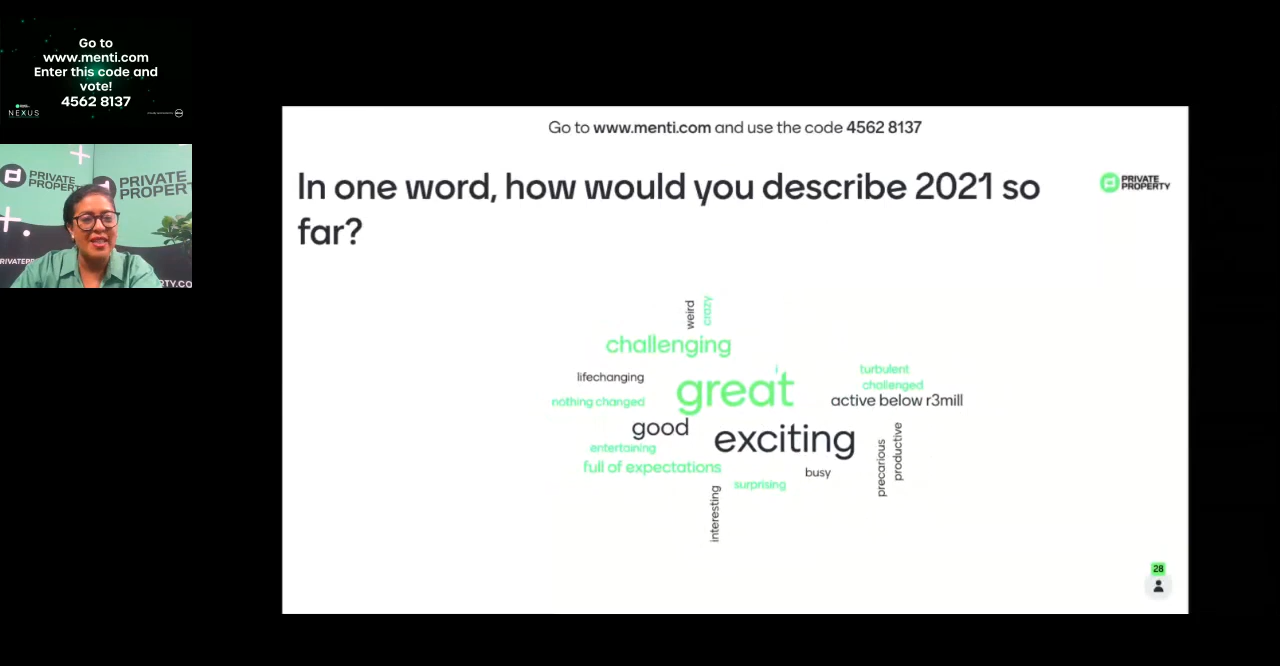 Go to
www.menti.com
Enter this code and
vote!
4562 8137
NEXUS
PRIVATE
PROPERTY
PRIVATE
PROPERT
Go to www.menti.com and use the code 4562 8137
In one word, how would you describe 2021 so
far?
PRIVATE
PROPERTY
weird
crazy
challenging
i
turbulent
lifechanging
great
challenged
nothing changed
active below r3mill
good
exciting
entertaining
full of expectations
busy
precarious
productive
surprising
interesting
28